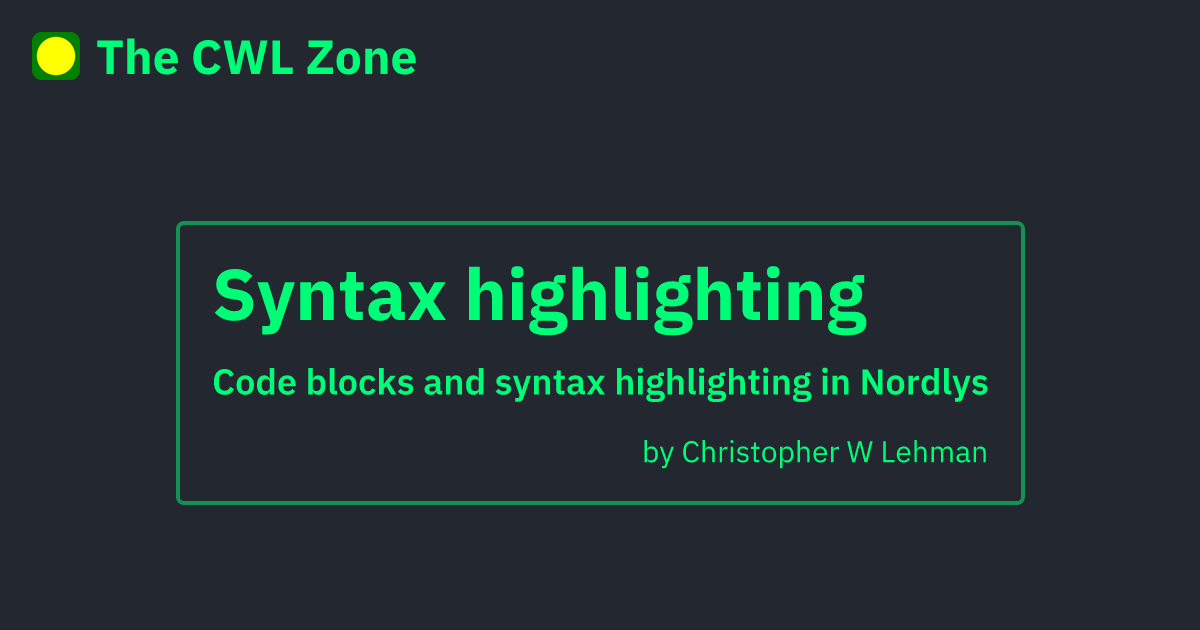 The CWL Zone
Syntax highlighting
Code blocks and syntax highlighting in Nordlys
by Christopher W Lehman